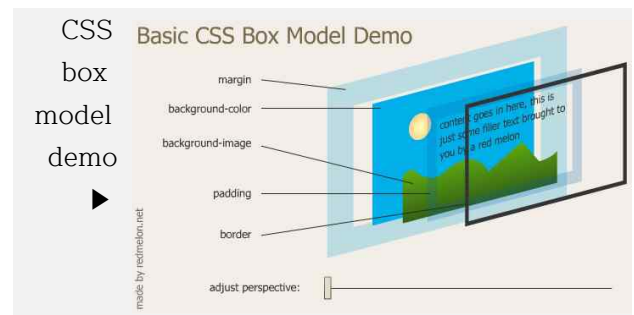 CSS
box
model
demo
▶
Basic CSS Box Model Demo
margin
background-color
background-image
padding
border
content goes in here, this is
just some filler text brought to
you by a red melon
adjust perspective:
made by redmelon.net